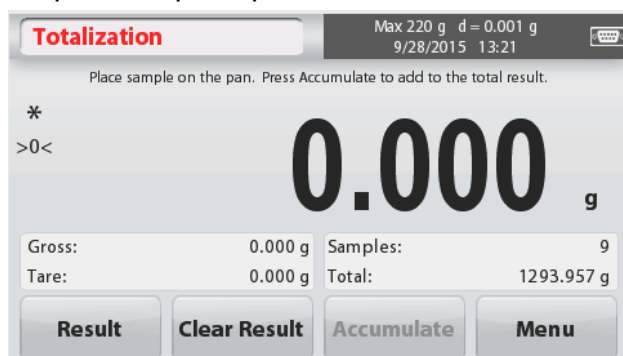 Totalization
Max 220 g d = 0.001 g
9/28/2015 13:21
Place sample on the pan. Press Accumulate to add to the total result.
*
>0<
0.000 g
Gross: 0.000 g Samples: 9
Tare: 0.000 g Total: 1293.957 g
Result Clear Result Accumulate Menu